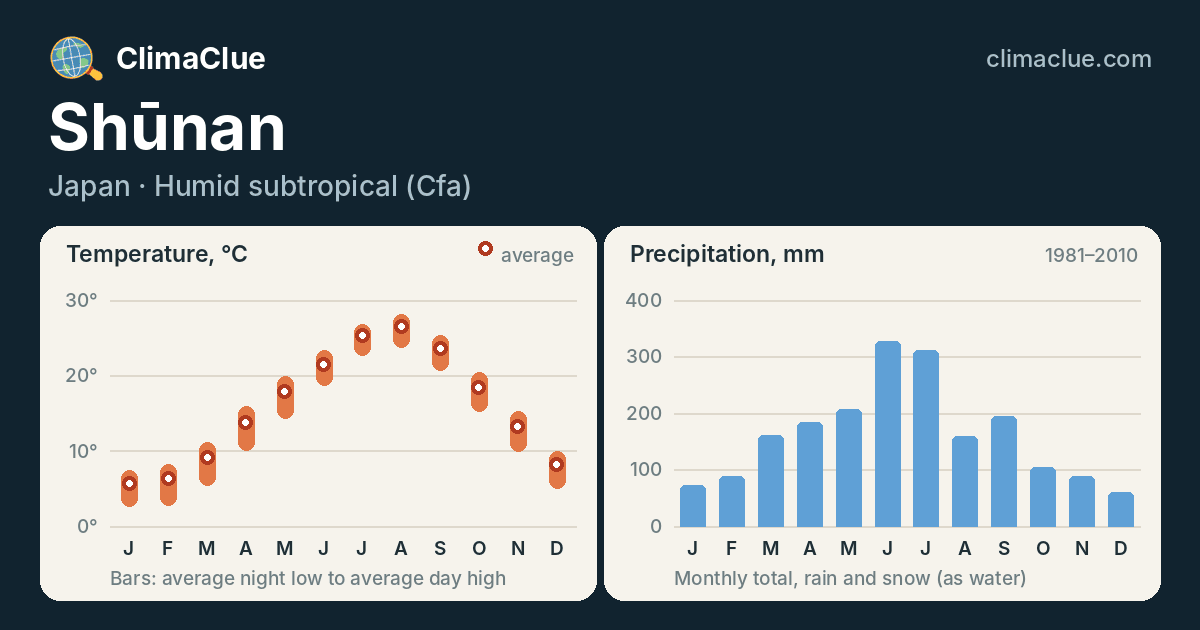 ClimaClue
climaclue.com
Shūnan
Japan · Humid subtropical (Cfa)
Temperature, °C
average
30°
20°
10°
0°
J F M A M J J A S O N D
Bars: average night low to average day high
Precipitation, mm
1981–2010
400
300
200
100
0
J F M A M J J A S O N D
Monthly total, rain and snow (as water)